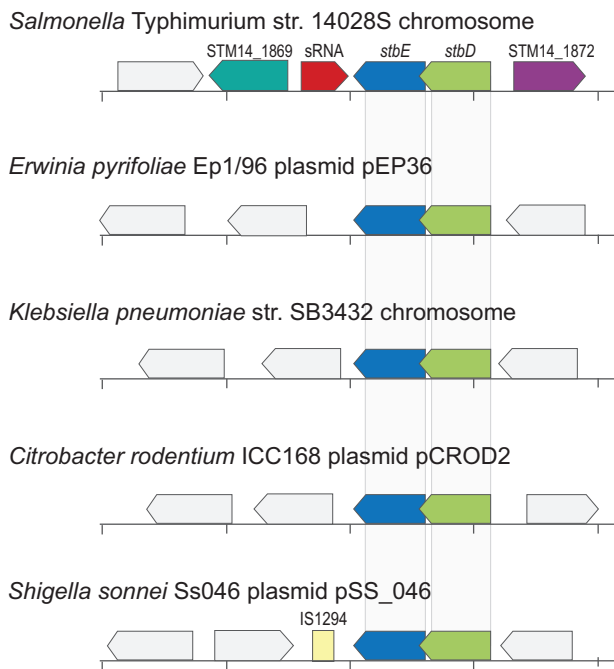 Salmonella Typhimurium str. 14028S chromosome
STM14_1869 sRNA stbE stbD STM14_1872
Erwinia pyrifoliae Ep1/96 plasmid pEP36
Klebsiella pneumoniae str. SB3432 chromosome
Citrobacter rodentium ICC168 plasmid pCROD2
Shigella sonnei Ss046 plasmid pSS_046
IS1294